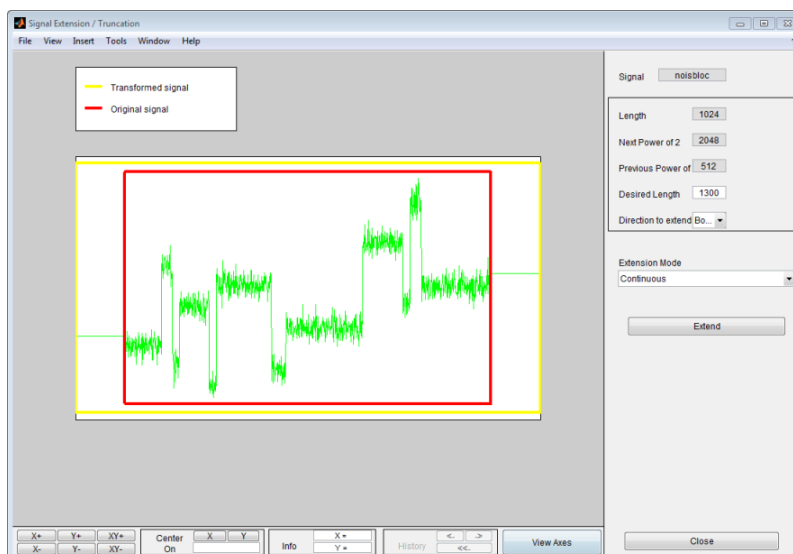 Signal Extension / Truncation
File View Insert Tools Window Help
Transformed signal
Original signal
Signal noisbloc
Length 1024
Next Power of 2 2048
Previous Power of 512
Desired Length 1300
Direction to extend Bo...
Extension Mode
Continuous
Extend
X+ Y+ XY+
X- Y- XY-
Center On X Y
Info X = Y =
History <- -> <<-
View Axes
Close